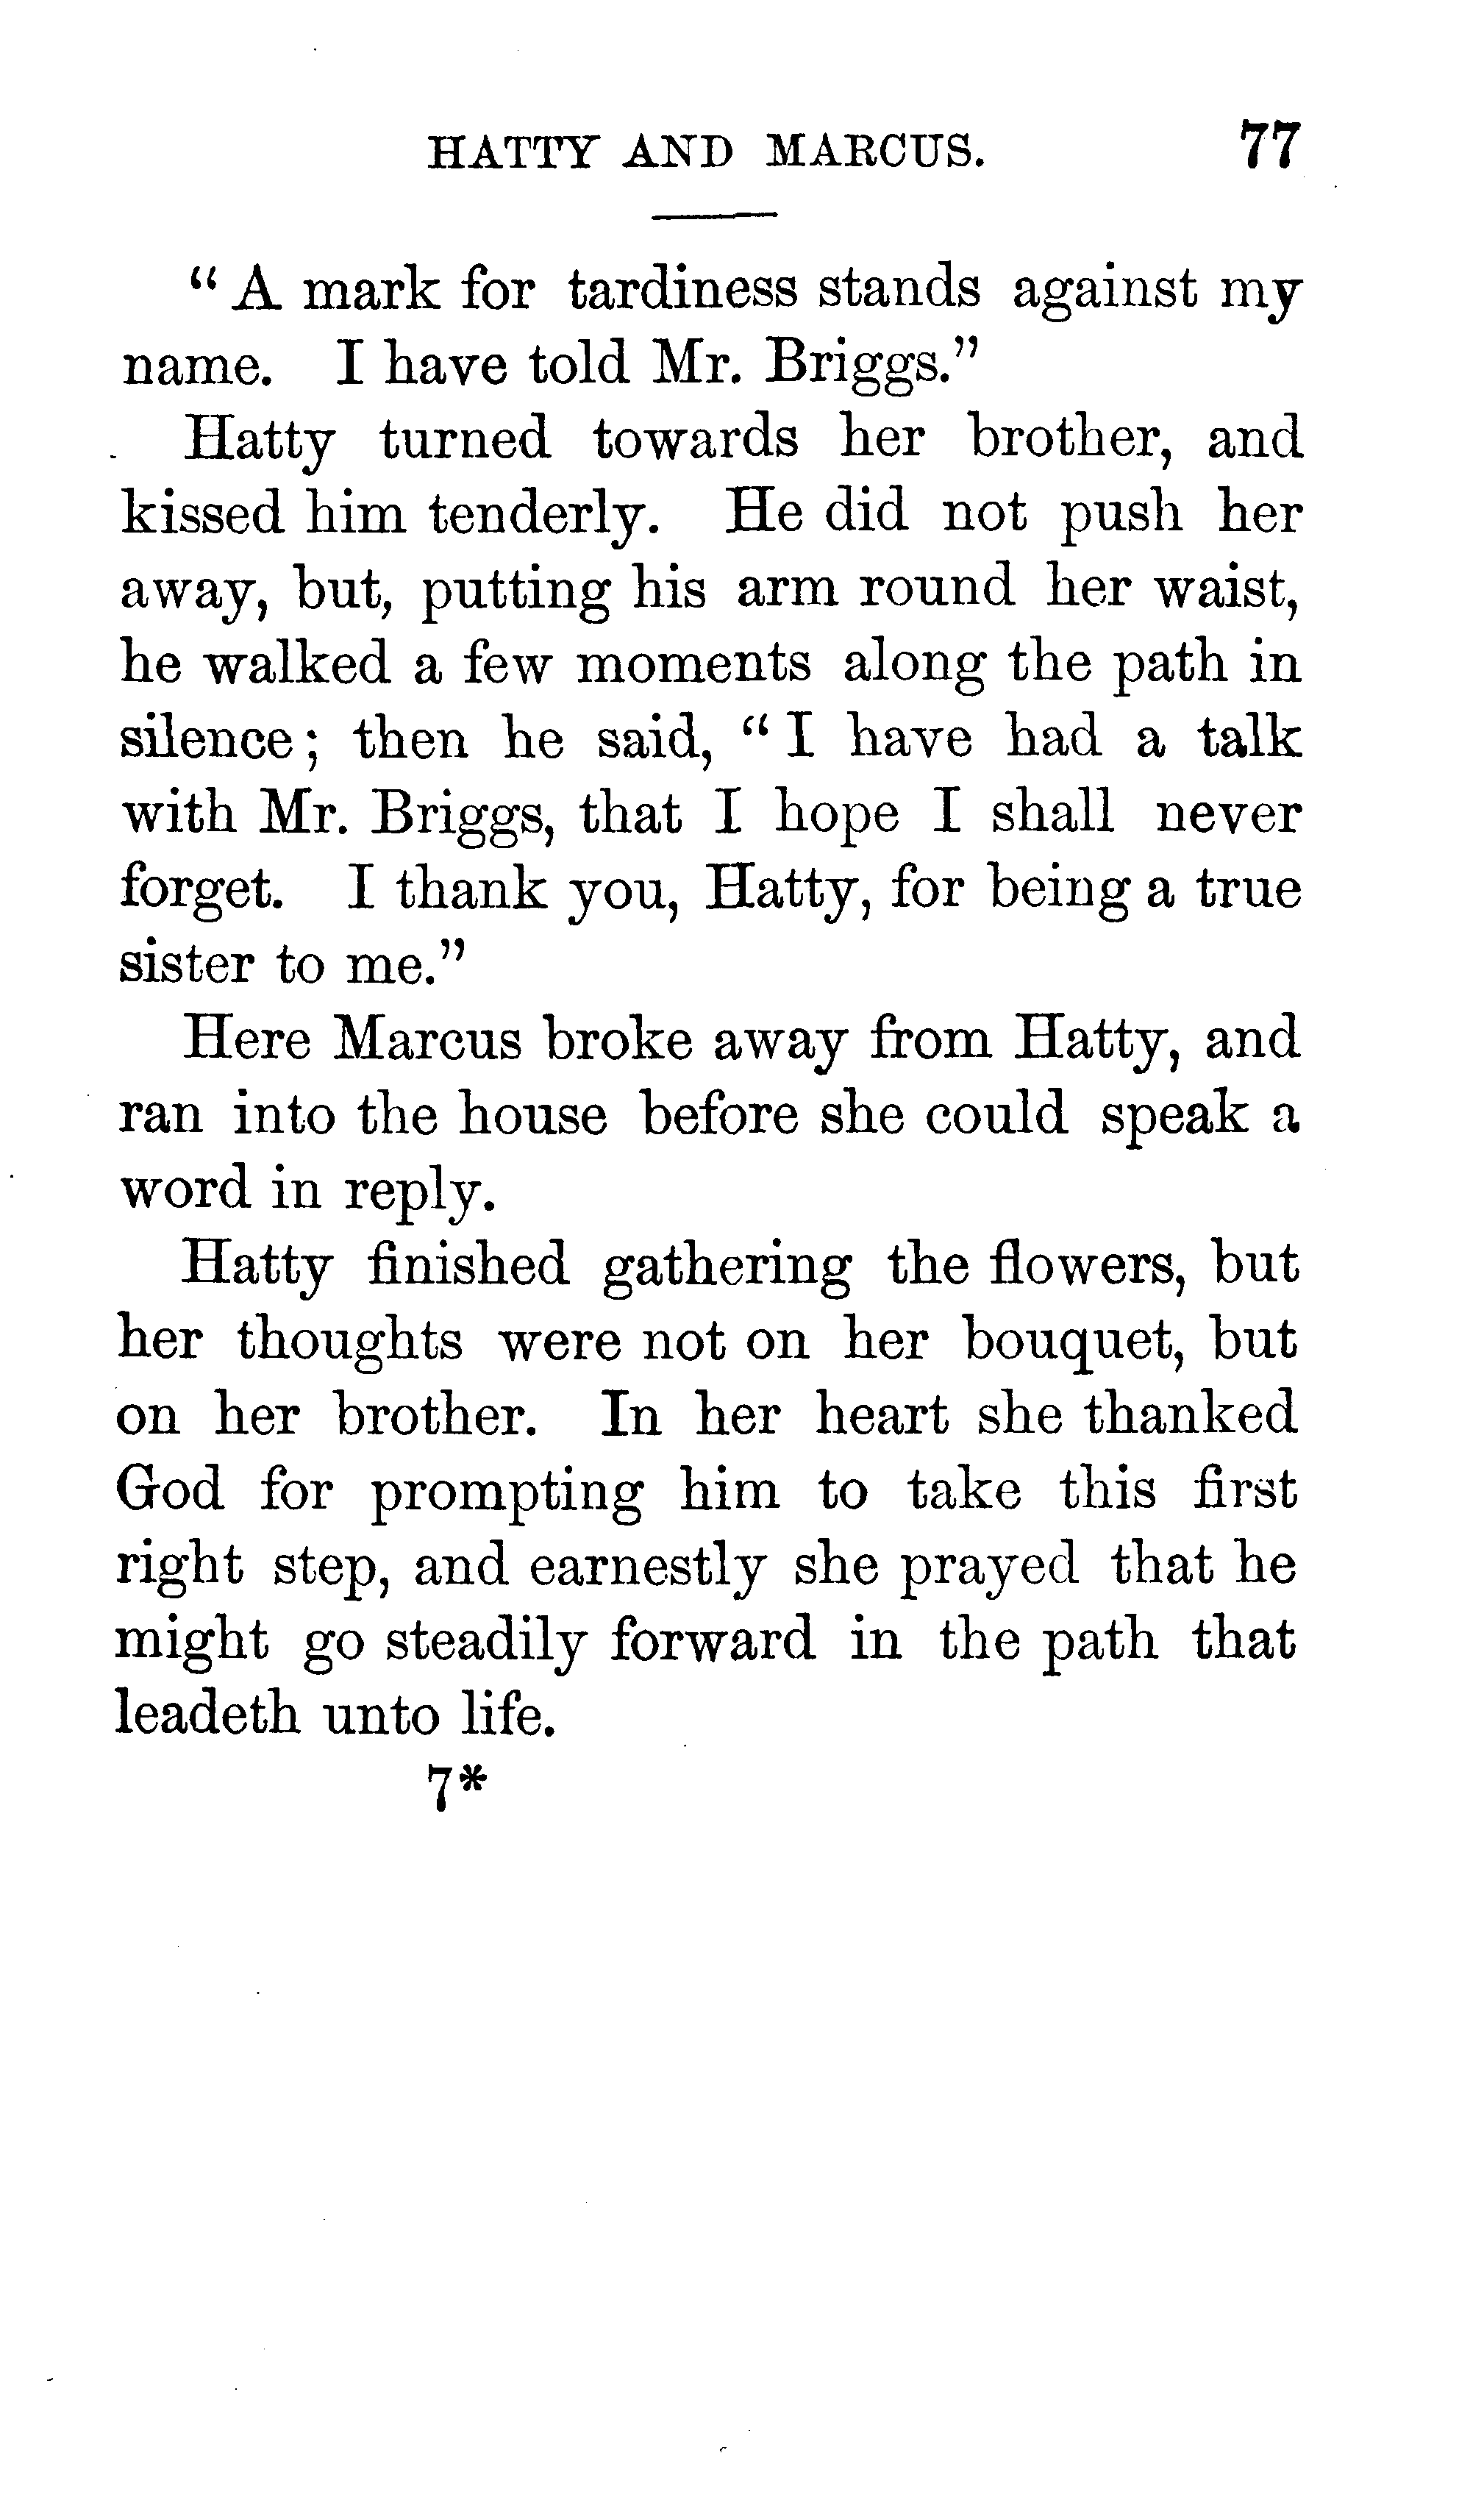 HATTY AND MARCUS. 77
“A mark for tardiness stands against my
name. I have told Mr. Briggs.”
Hatty turned towards her brother, and
kissed him tenderly. He did not push her
away, but, putting his arm round her waist,
he walked a few moments along the path in
silence; then he said, “I have had a talk
with Mr. Briggs, that I hope I shall never
forget. I thank you, Hatty, for being a true
sister to me.”
Here Marcus broke away from Hatty, and
ran into the house before she could speak a
word in reply.
Hatty finished gathering the flowers, but
her thoughts were not on her bouquet, but
on her brother. In her heart she thanked
God for prompting him to take this first
right step, and earnestly she prayed that he
might go steadily forward in the path that
leadeth unto life.
7*